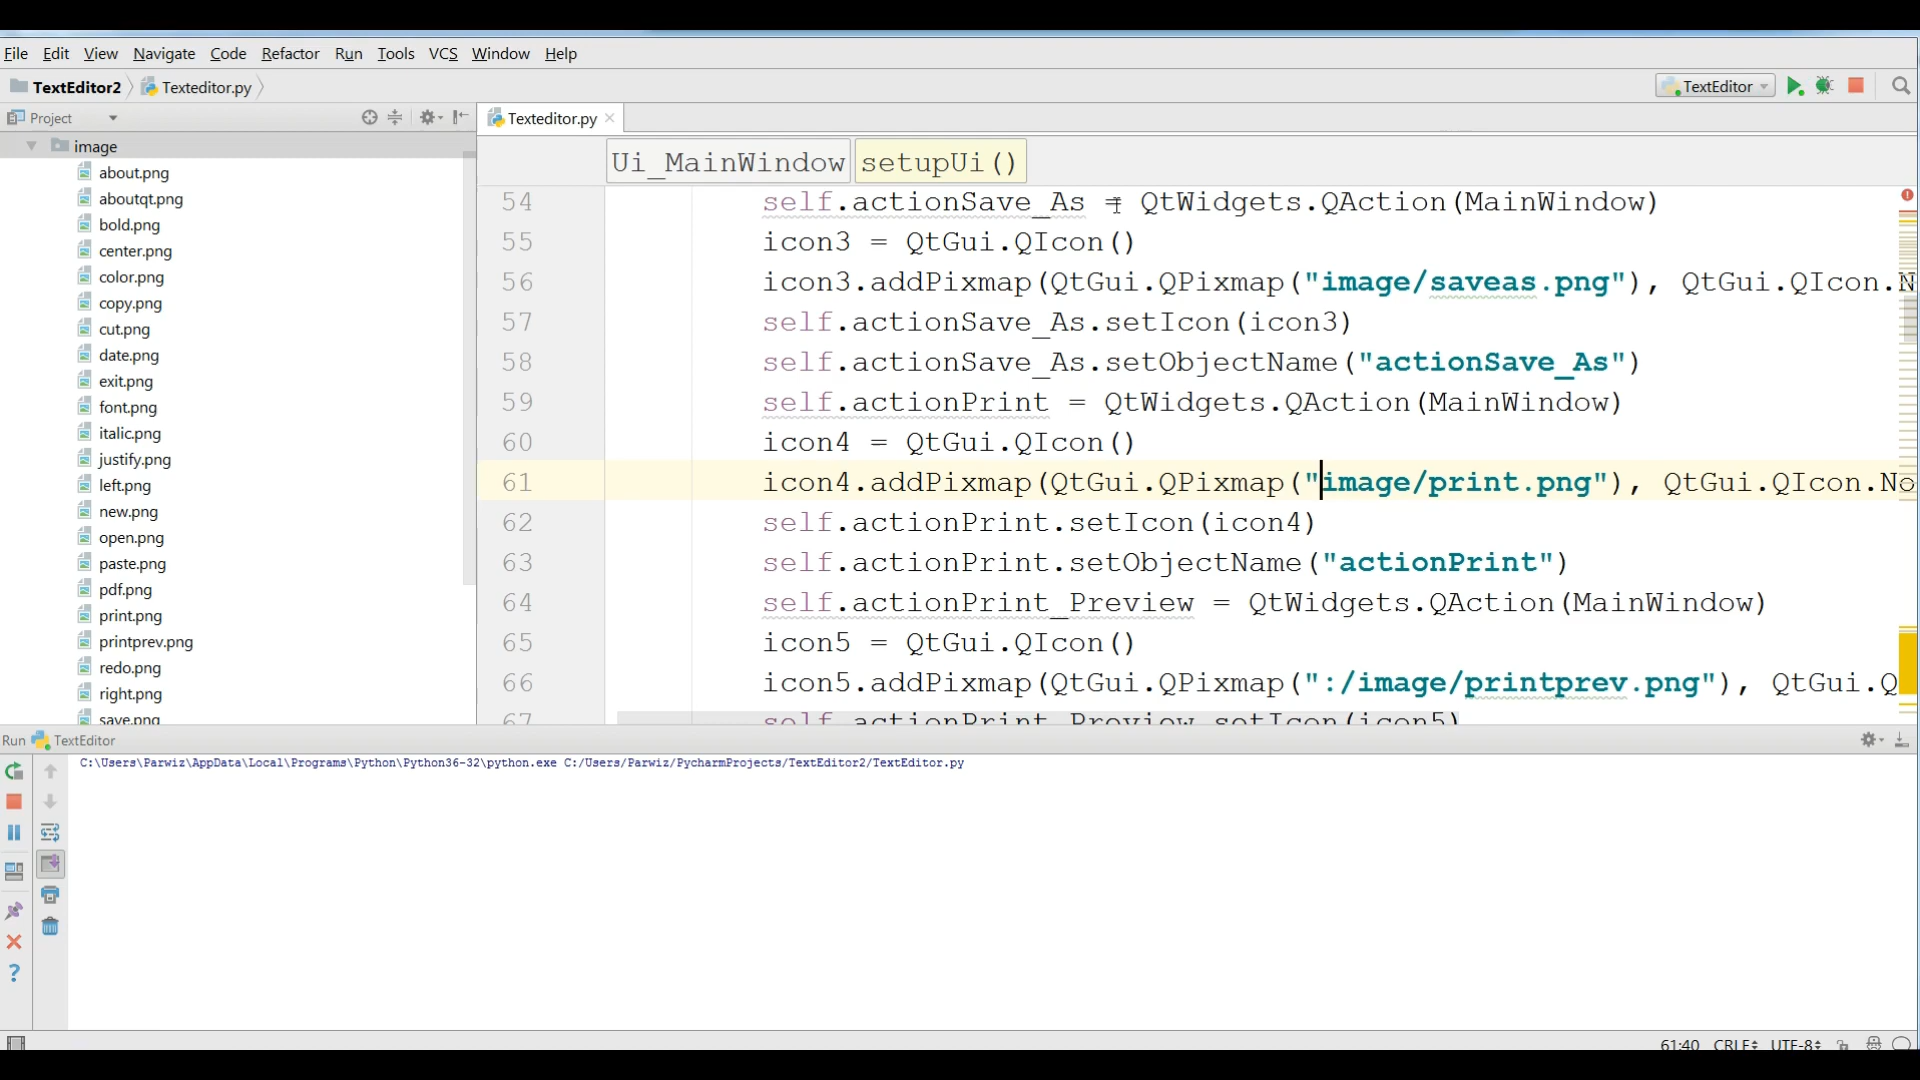 File Edit View Navigate Code Refactor Run Tools VCS Window Help
TextEditor2 Texteditor.py TextEditor
Project Texteditor.py
image
about.png
aboutqt.png
bold.png
center.png
color.png
copy.png
cut.png
date.png
exit.png
font.png
italic.png
justify.png
left.png
new.png
open.png
paste.png
pdf.png
print.png
printprev.png
redo.png
right.png
save.png
Ui_MainWindow setupUi()
54 self.actionSave_As = QtWidgets.QAction(MainWindow)
55 icon3 = QtGui.QIcon()
56 icon3.addPixmap(QtGui.QPixmap("image/saveas.png"), QtGui.QIcon.N
57 self.actionSave_As.setIcon(icon3)
58 self.actionSave_As.setObjectName("actionSave_As")
59 self.actionPrint = QtWidgets.QAction(MainWindow)
60 icon4 = QtGui.QIcon()
61 icon4.addPixmap(QtGui.QPixmap("image/print.png"), QtGui.QIcon.No
62 self.actionPrint.setIcon(icon4)
63 self.actionPrint.setObjectName("actionPrint")
64 self.actionPrint_Preview = QtWidgets.QAction(MainWindow)
65 icon5 = QtGui.QIcon()
66 icon5.addPixmap(QtGui.QPixmap(":/image/printprev.png"), QtGui.Q
67 self.actionPrint_Preview.setIcon(icon5)
Run TextEditor
C:\Users\Parwiz\AppData\Local\Programs\Python\Python36-32\python.exe C:/Users/Parwiz/PycharmProjects/TextEditor2/TextEditor.py
61:40 CRLF UTF-8